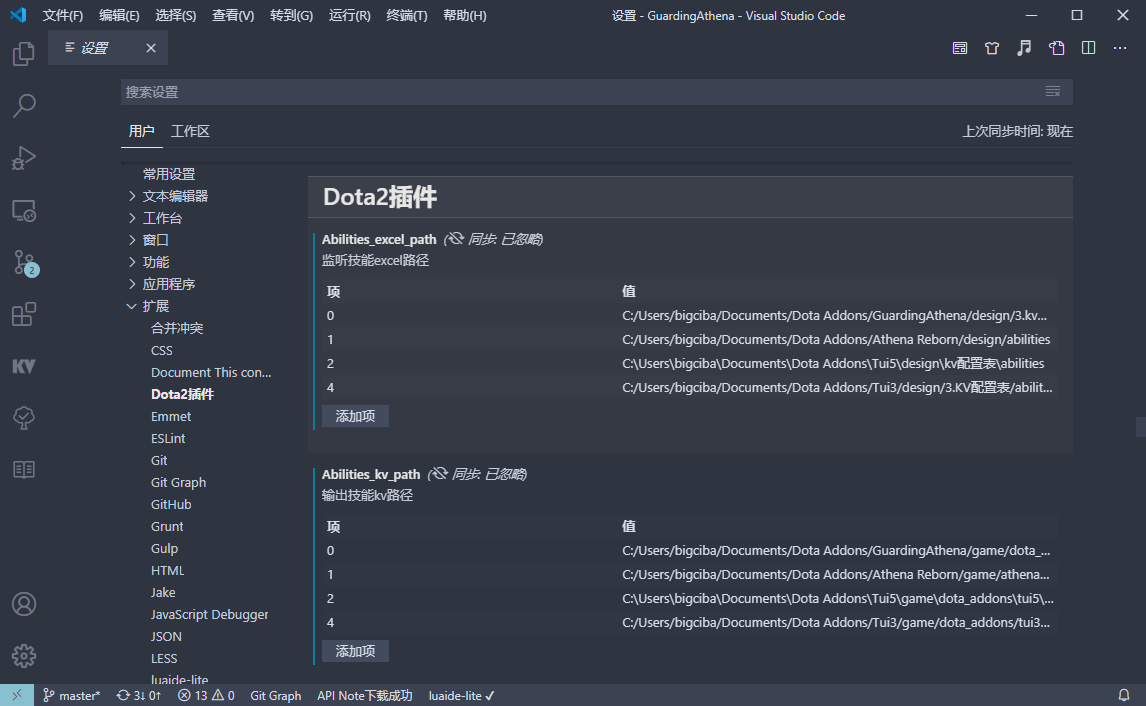 文件(F) 编辑(E) 选择(S) 查看(V) 转到(G) 运行(R) 终端(T) 帮助(H) 设置 - GuardingAthena - Visual Studio Code
设置
搜索设置
用户 工作区 上次同步时间: 现在
常用设置
文本编辑器
工作台
窗口
功能
应用程序
扩展
合并冲突
CSS
Document This con...
Dota2插件
Emmet
ESLint
Git
Git Graph
GitHub
Grunt
Gulp
HTML
Jake
JavaScript Debugger
JSON
LESS
luaide-lite
Dota2插件
Abilities_excel_path (同步: 已忽略)
监听技能excel路径
项 值
0 C:/Users/bigciba/Documents/Dota Addons/GuardingAthena/design/3.kv...
1 C:/Users/bigciba/Documents/Dota Addons/Athena Reborn/design/abilities
2 C:\Users\bigciba\Documents\Dota Addons\Tui5\design\kv配置表\abilities
4 C:/Users/bigciba/Documents/Dota Addons/Tui3/design/3.KV配置表/abilit...
添加项
Abilities_kv_path (同步: 已忽略)
输出技能kv路径
项 值
0 C:/Users/bigciba/Documents/Dota Addons/GuardingAthena/game/dota_...
1 C:/Users/bigciba/Documents/Dota Addons/Athena Reborn/game/athena...
2 C:\Users\bigciba\Documents\Dota Addons\Tui5\game\dota_addons\tui5\...
4 C:/Users/bigciba/Documents/Dota Addons/Tui3/game/dota_addons/tui3...
添加项
2
KV
master* 3↓ 0↑ 13 0 Git Graph API Note下载成功 luaide-lite ✓